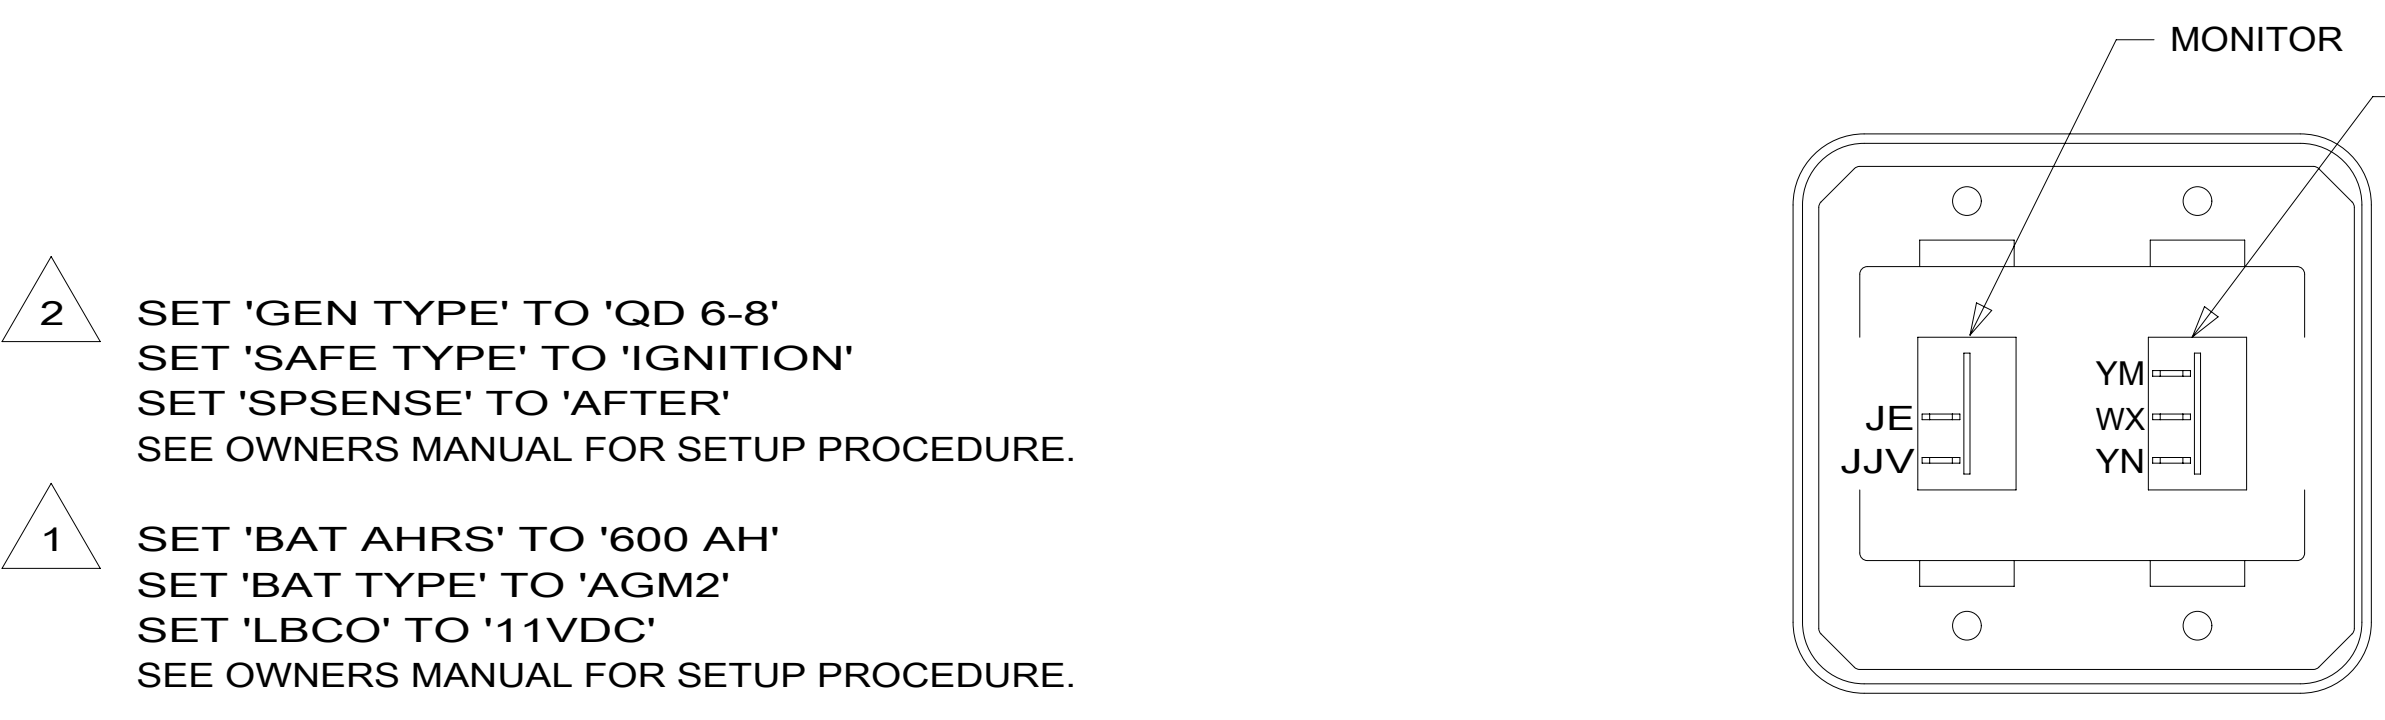 MONITOR
2
SET 'GEN TYPE' TO 'QD 6-8'
SET 'SAFE TYPE' TO 'IGNITION'
SET 'SPSENSE' TO 'AFTER'
SEE OWNERS MANUAL FOR SETUP PROCEDURE.
1
SET 'BAT AHRS' TO '600 AH'
SET 'BAT TYPE' TO 'AGM2'
SET 'LBCO' TO '11VDC'
SEE OWNERS MANUAL FOR SETUP PROCEDURE.
JE
JJV
YM
WX
YN